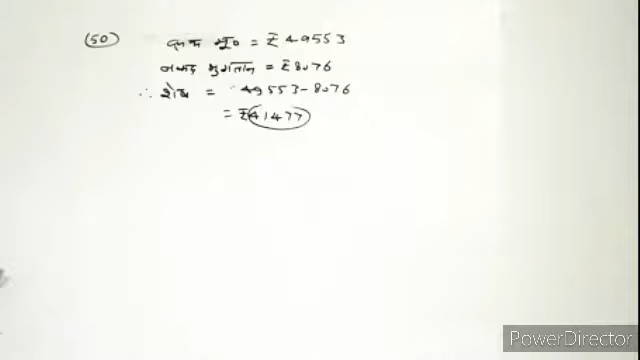 (50) मू० = ₹ 49553
नकद भुगतान = ₹ 8076
∴ शेष = 49553-8076
= ₹41477
PowerDirector